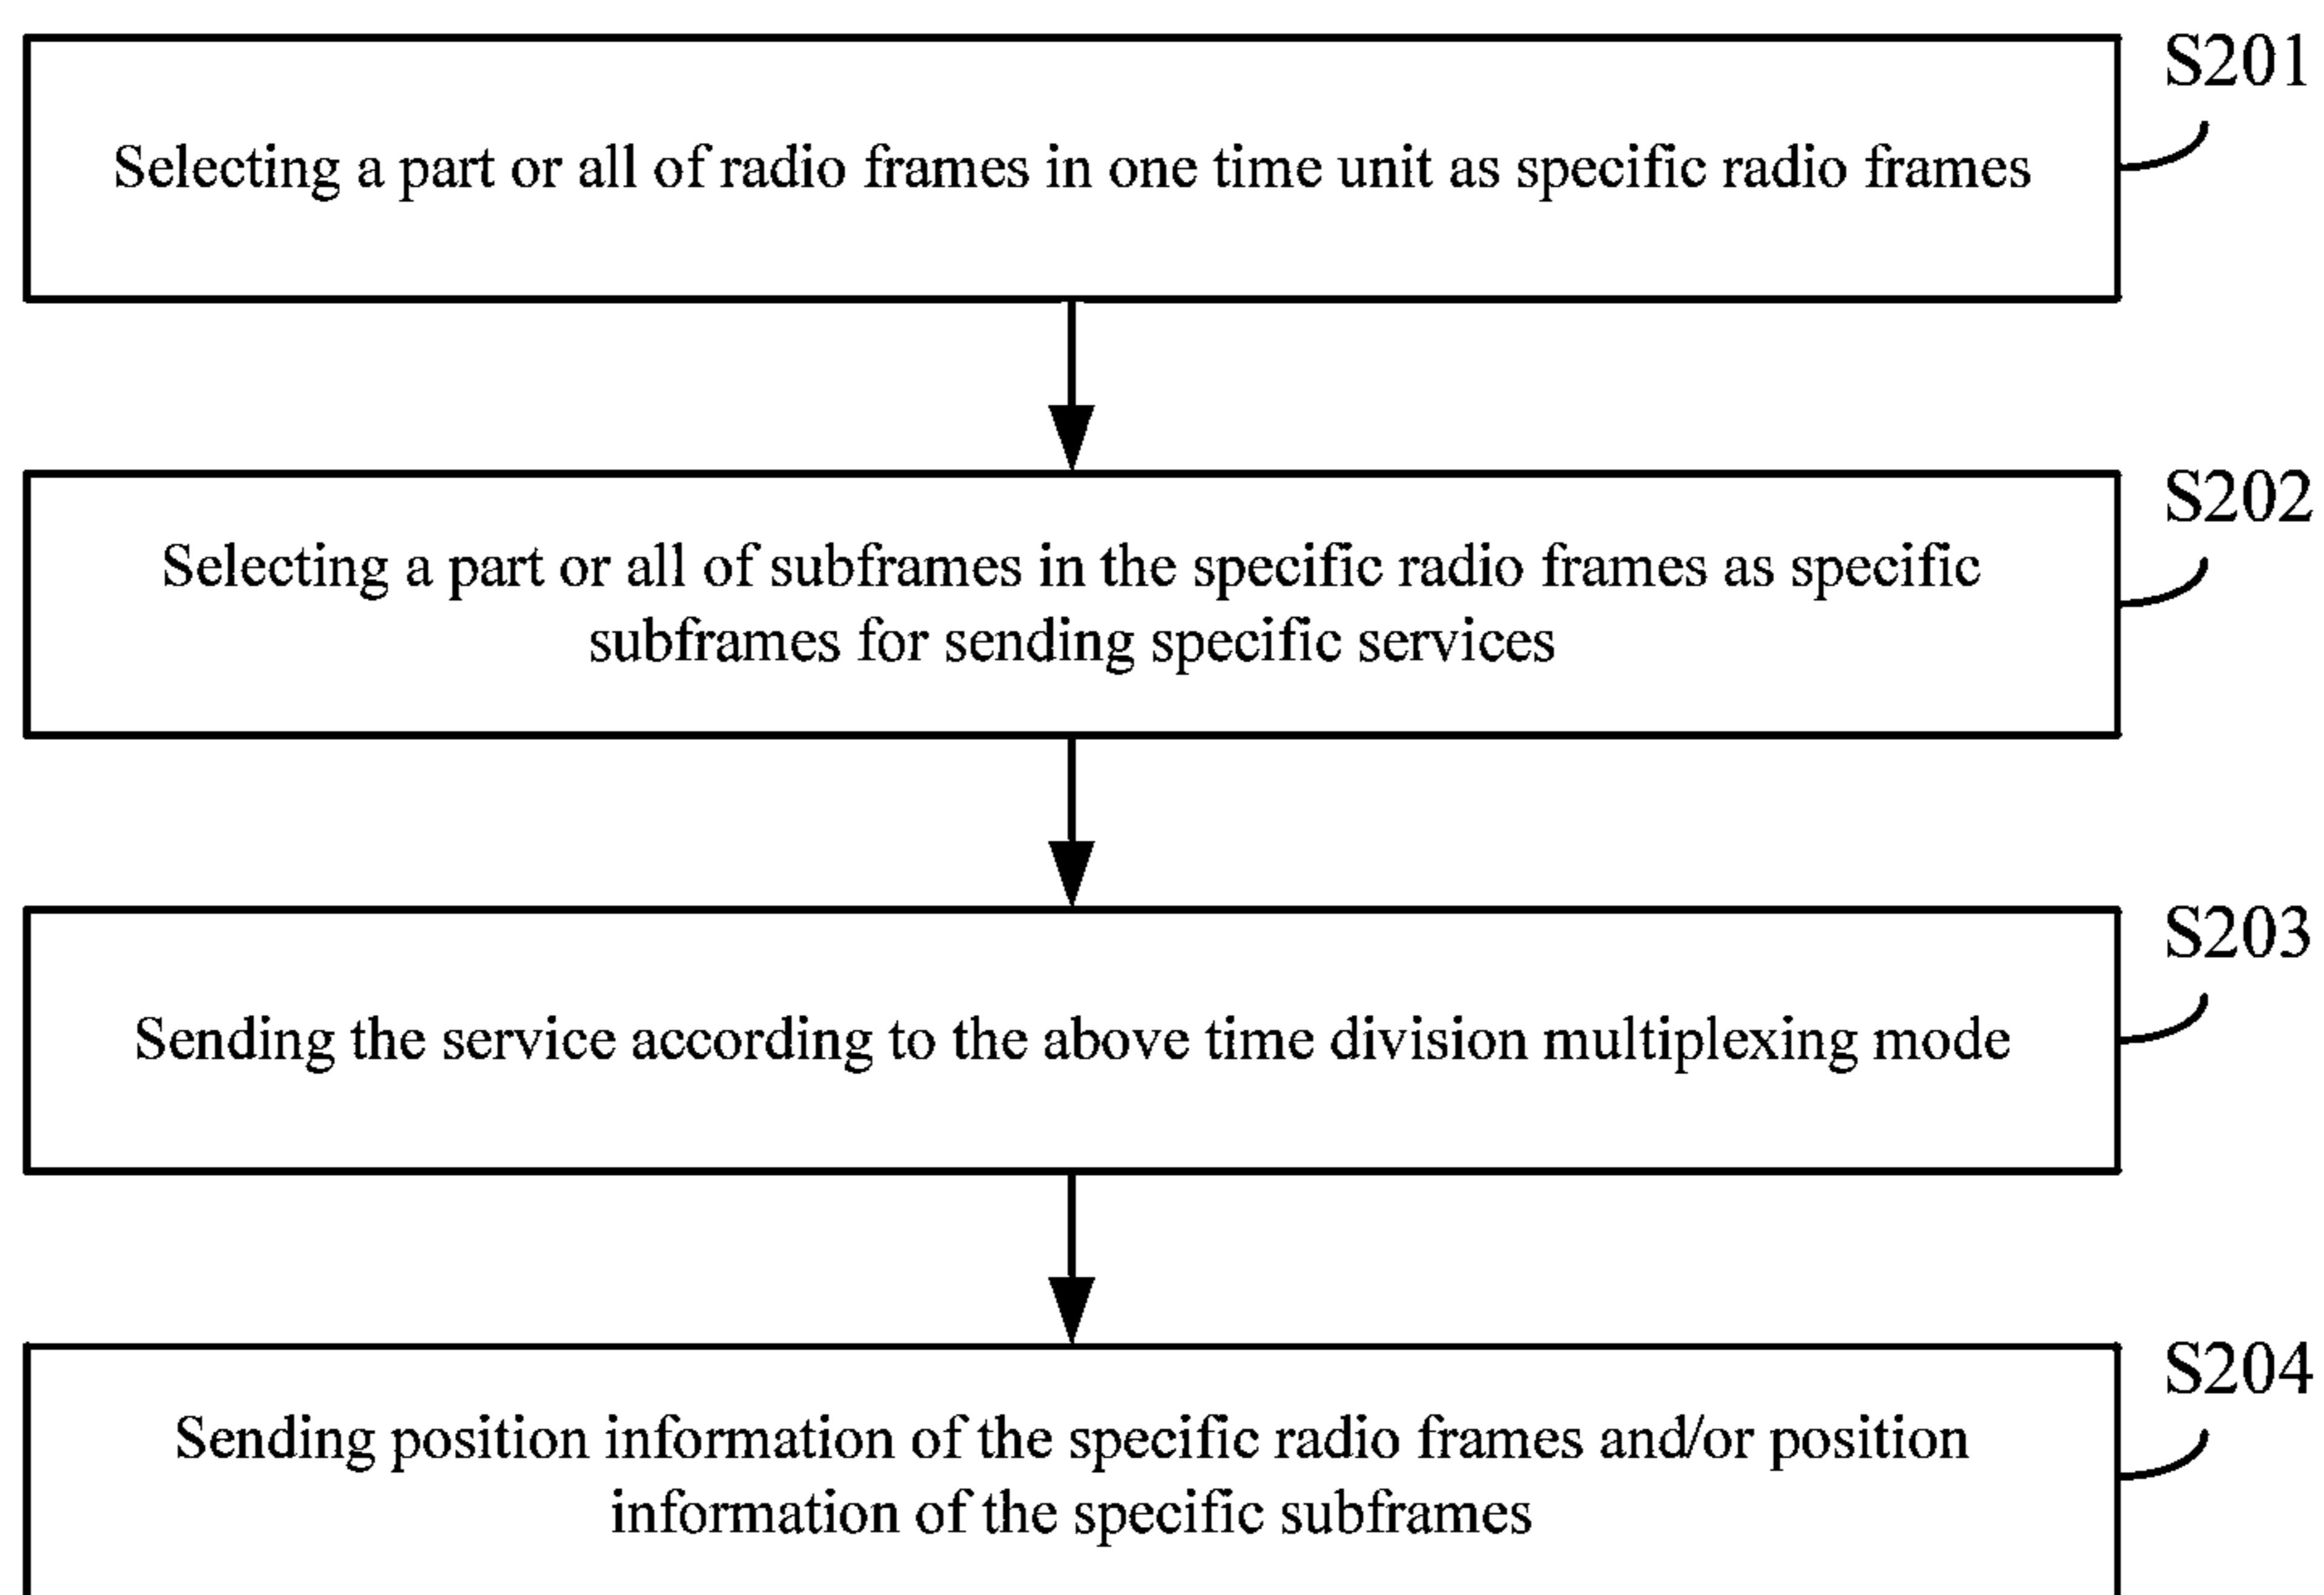 S201
Selecting a part or all of radio frames in one time unit as specific radio frames
S202
Selecting a part or all of subframes in the specific radio frames as specific
subframes for sending specific services
S203
Sending the service according to the above time division multiplexing mode
S204
Sending position information of the specific radio frames and/or position
information of the specific subframes